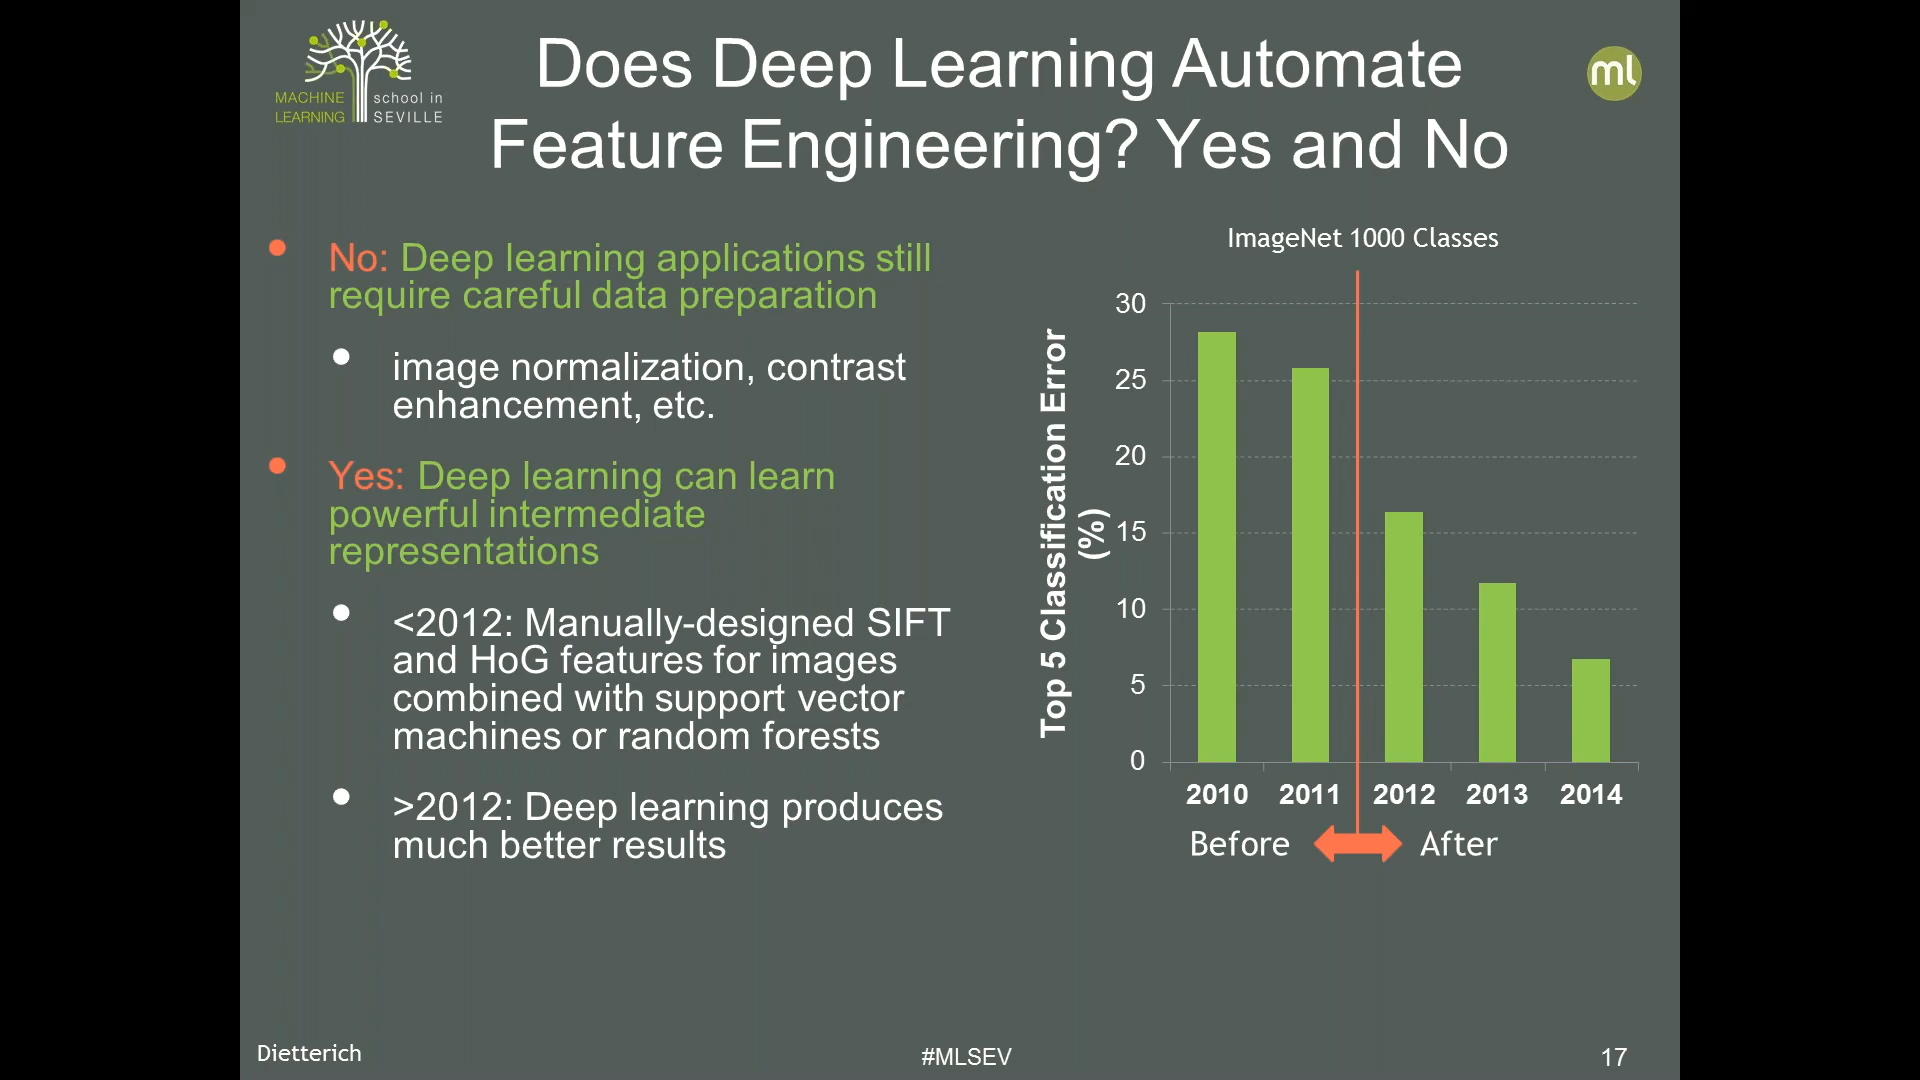 MACHINE school in
LEARNING SEVILLE
Does Deep Learning Automate
Feature Engineering? Yes and No
ml
• No: Deep learning applications still
require careful data preparation
• image normalization, contrast
enhancement, etc.
• Yes: Deep learning can learn
powerful intermediate
representations
• <2012: Manually-designed SIFT
and HoG features for images
combined with support vector
machines or random forests
• >2012: Deep learning produces
much better results
ImageNet 1000 Classes
Top 5 Classification Error
(%)
30
25
20
15
10
5
0
2010 2011 2012 2013 2014
Before After
Dietterich
#MLSEV
17